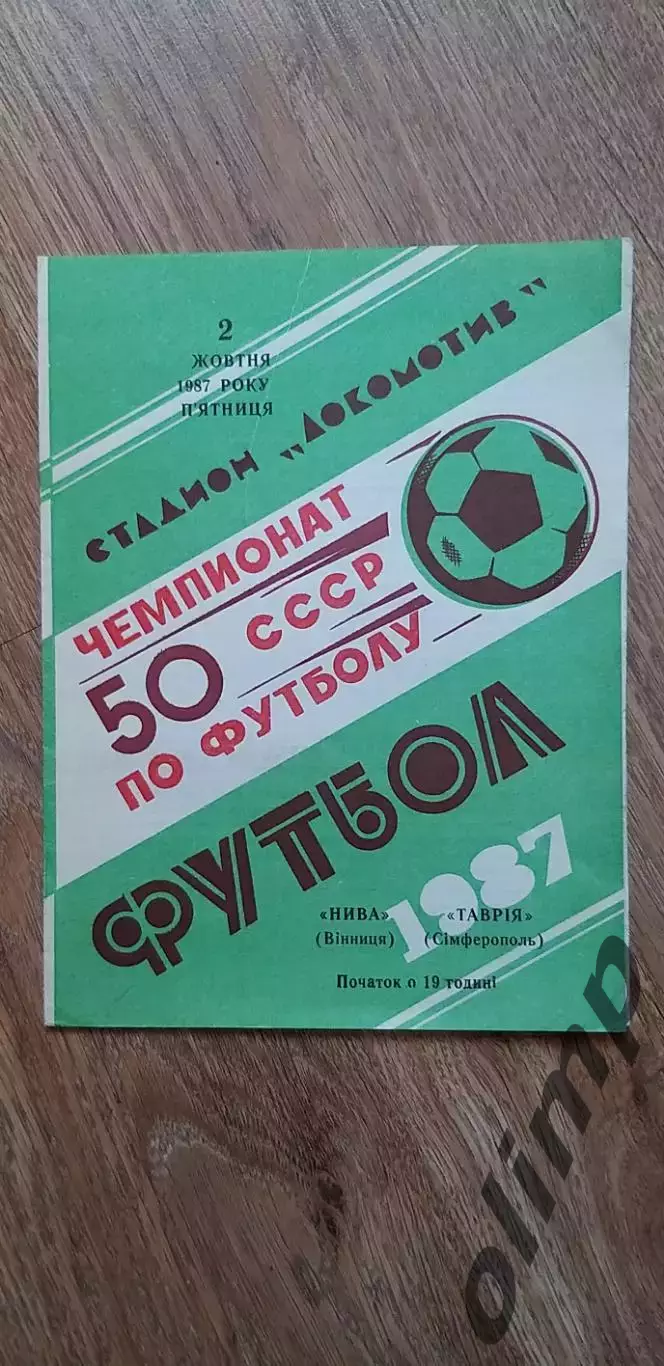 2
ЖОВТНЯ
1987 РОКУ
П'ЯТНИЦЯ
СТАДИОН „ЛОКОМОТИВ"
ЧЕМПИОНАТ
50 СССР
ПО ФУТБОЛУ
ФУТБОЛ
1987
«НИВА» «ТАВРІЯ»
(Вінниця) (Сімферополь)
Початок о 19 годині
olimp